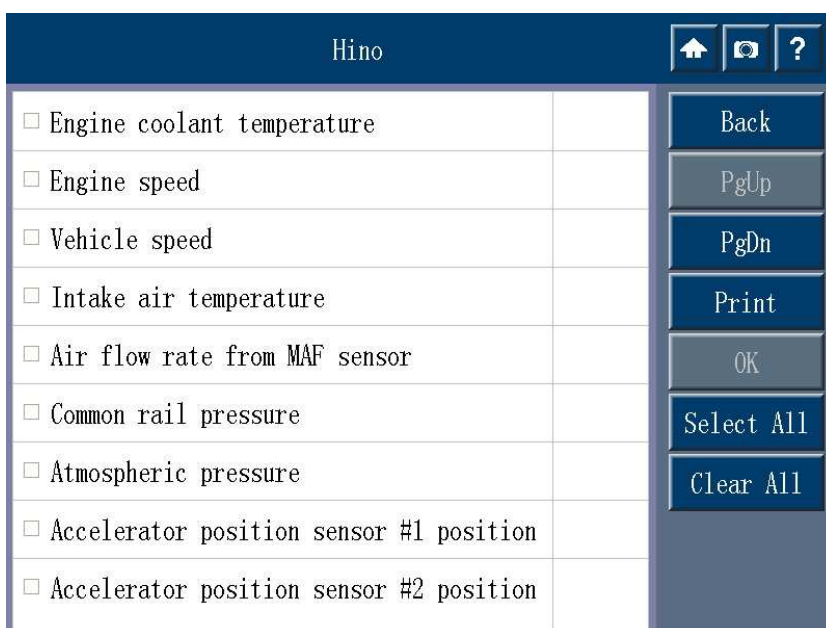 Hino
?
Engine coolant temperature
Engine speed
Vehicle speed
Intake air temperature
Air flow rate from MAF sensor
Common rail pressure
Atmospheric pressure
Accelerator position sensor #1 position
Accelerator position sensor #2 position
Back
PgUp
PgDn
Print
OK
Select All
Clear All